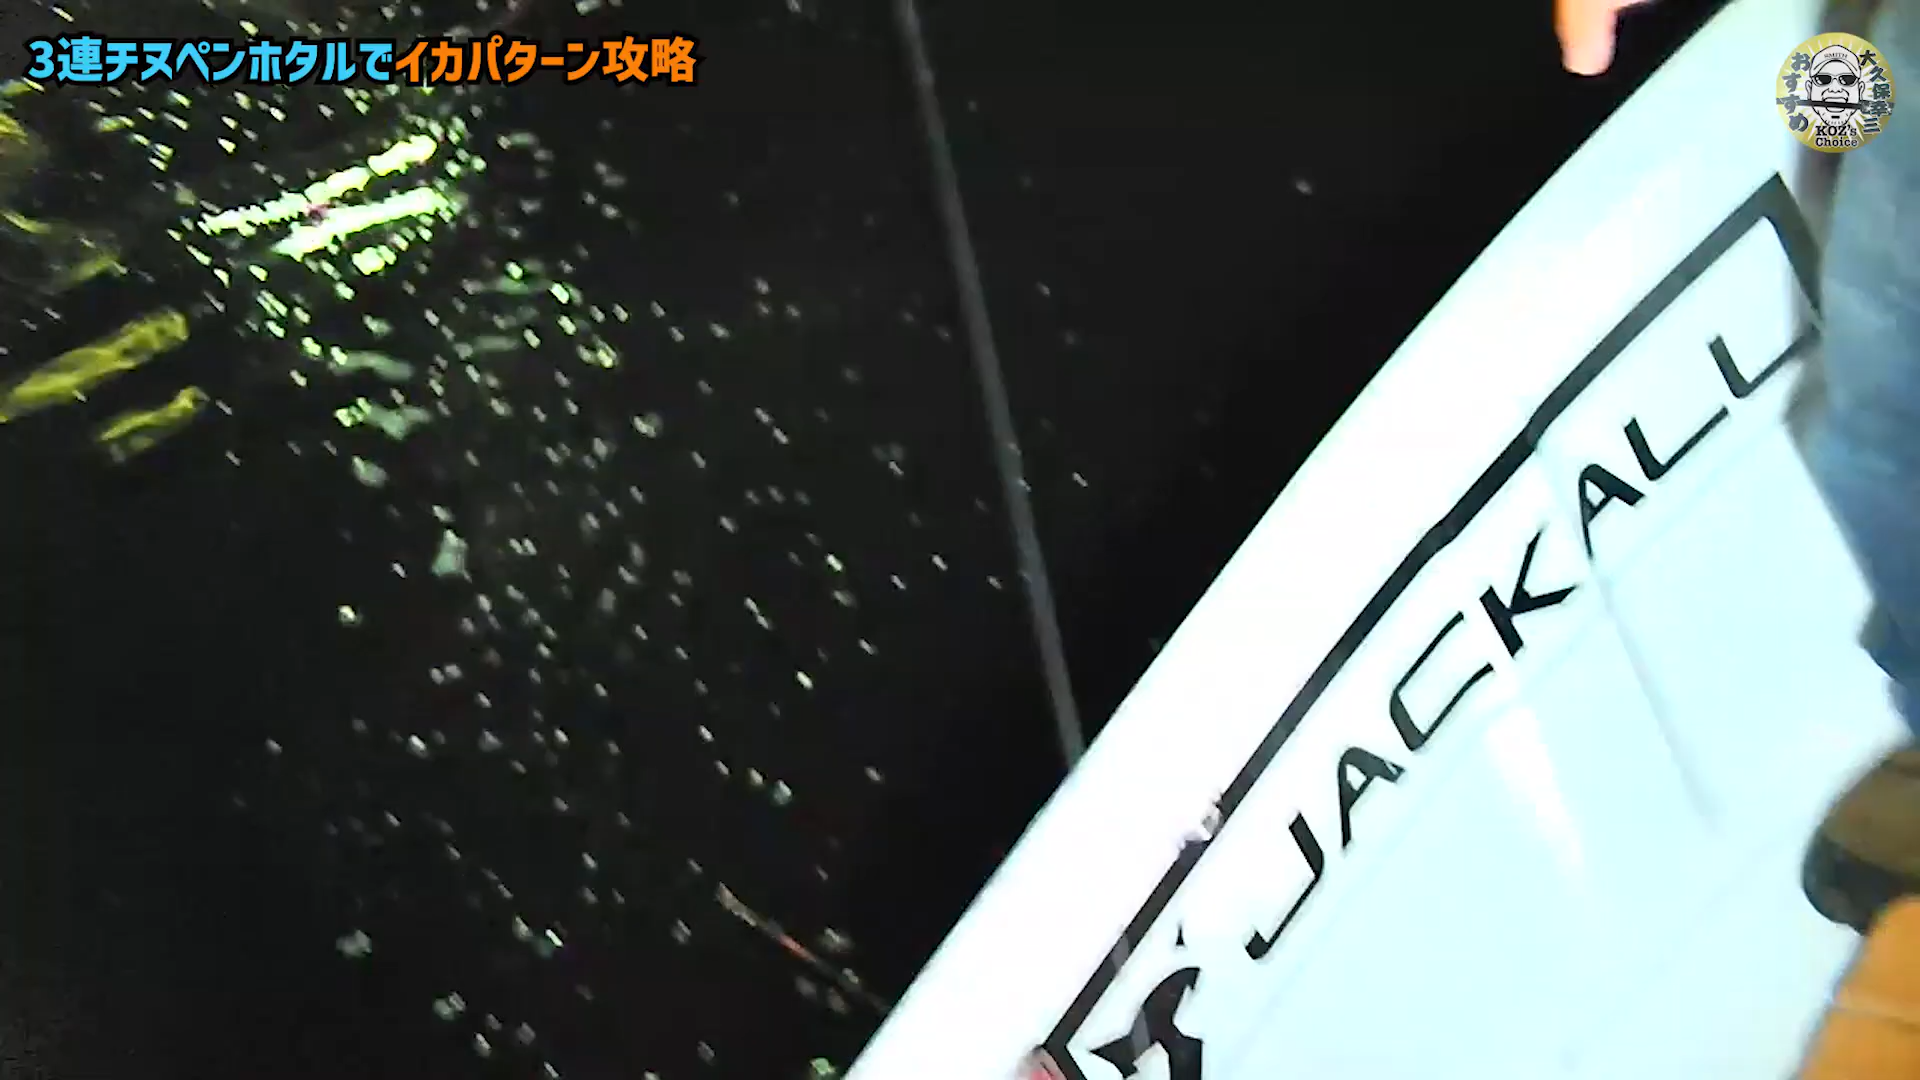 3連チヌペンホタルでイカパターン攻略
大久保幸三
おすすめ
SMITH
KOZ's
Choice
JACKALL